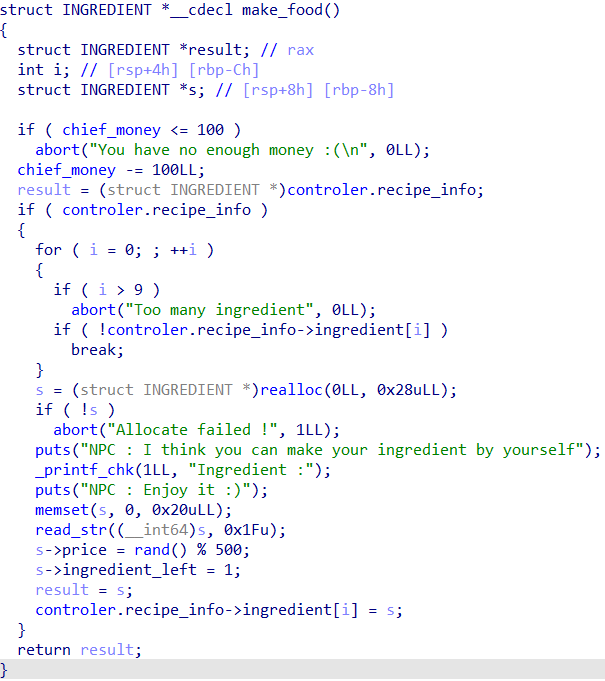 struct INGREDIENT *__cdecl make_food()
{
  struct INGREDIENT *result; // rax
  int i; // [rsp+4h] [rbp-Ch]
  struct INGREDIENT *s; // [rsp+8h] [rbp-8h]

  if ( chief_money <= 100 )
    abort("You have no enough money :(\n", 0LL);
  chief_money -= 100LL;
  result = (struct INGREDIENT *)controler.recipe_info;
  if ( controler.recipe_info )
  {
    for ( i = 0; ; ++i )
    {
      if ( i > 9 )
        abort("Too many ingredient", 0LL);
      if ( !controler.recipe_info->ingredient[i] )
        break;
    }
    s = (struct INGREDIENT *)realloc(0LL, 0x28uLL);
    if ( !s )
      abort("Allocate failed !", 1LL);
    puts("NPC : I think you can make your ingredient by yourself");
    _printf_chk(1LL, "Ingredient :");
    puts("NPC : Enjoy it :)");
    memset(s, 0, 0x20uLL);
    read_str((__int64)s, 0x1Fu);
    s->price = rand() % 500;
    s->ingredient_left = 1;
    result = s;
    controler.recipe_info->ingredient[i] = s;
  }
  return result;
}